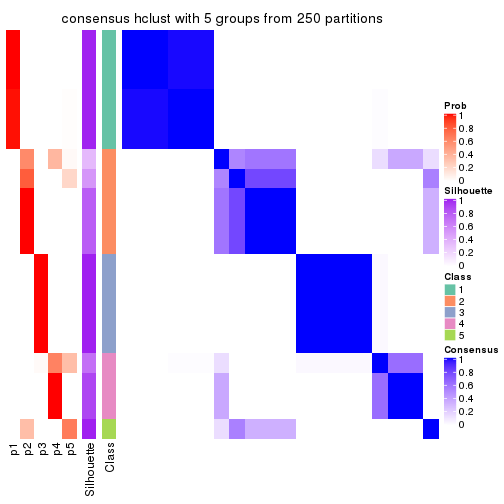 consensus hclust with 5 groups from 250 partitions
Prob
1
0.8
0.6
0.4
0.2
0
Silhouette
1
0.8
0.6
0.4
0.2
0
Class
1
2
3
4
5
Consensus
1
0.8
0.6
0.4
0.2
0
p1
p2
p3
p4
p5
Silhouette
Class